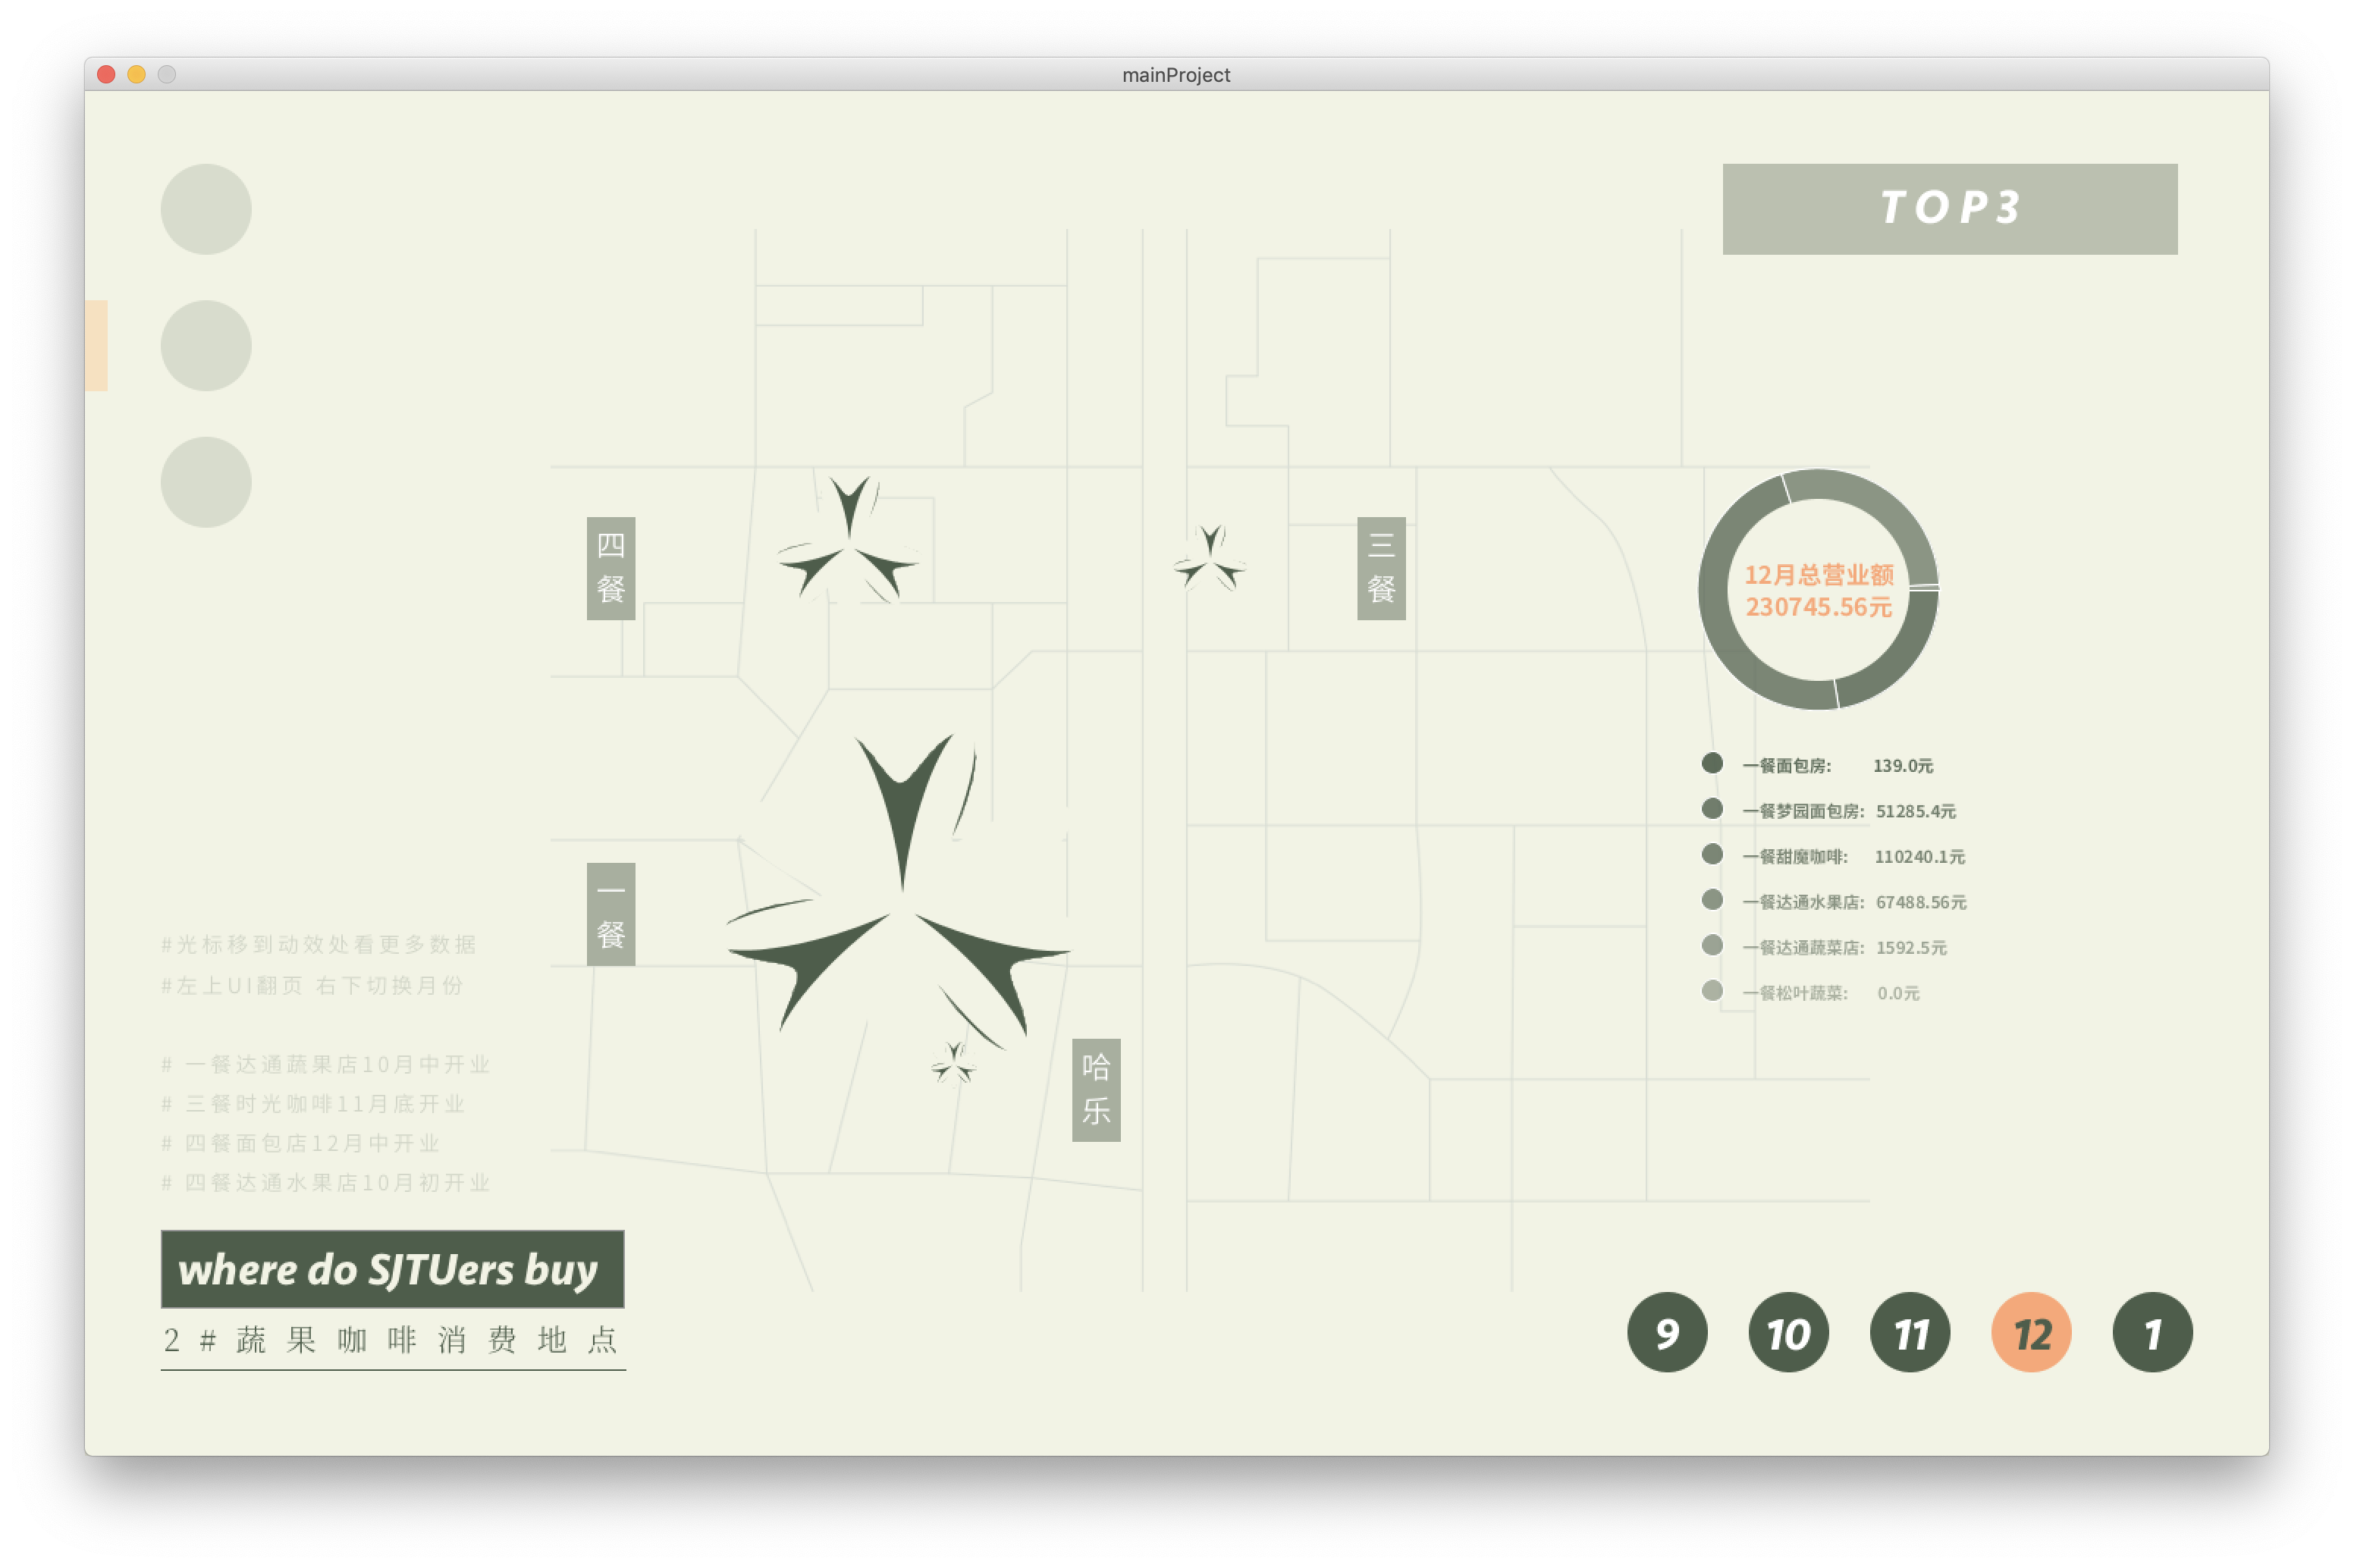 mainProject
TOP3
四餐
三餐
12月总营业额
230745.56元
一餐面包房: 139.0元
一餐梦园面包房: 51285.4元
一餐甜魔咖啡: 110240.1元
一餐达通水果店: 67488.56元
一餐达通蔬菜店: 1592.5元
一餐松叶蔬菜: 0.0元
一餐
哈乐
#光标移到动效处看更多数据
#左上UI翻页 右下切换月份
# 一餐达通蔬果店10月中开业
# 三餐时光咖啡11月底开业
# 四餐面包店12月中开业
# 四餐达通水果店10月初开业
where do SJTUers buy
2#蔬果咖啡消费地点
9 10 11 12 1